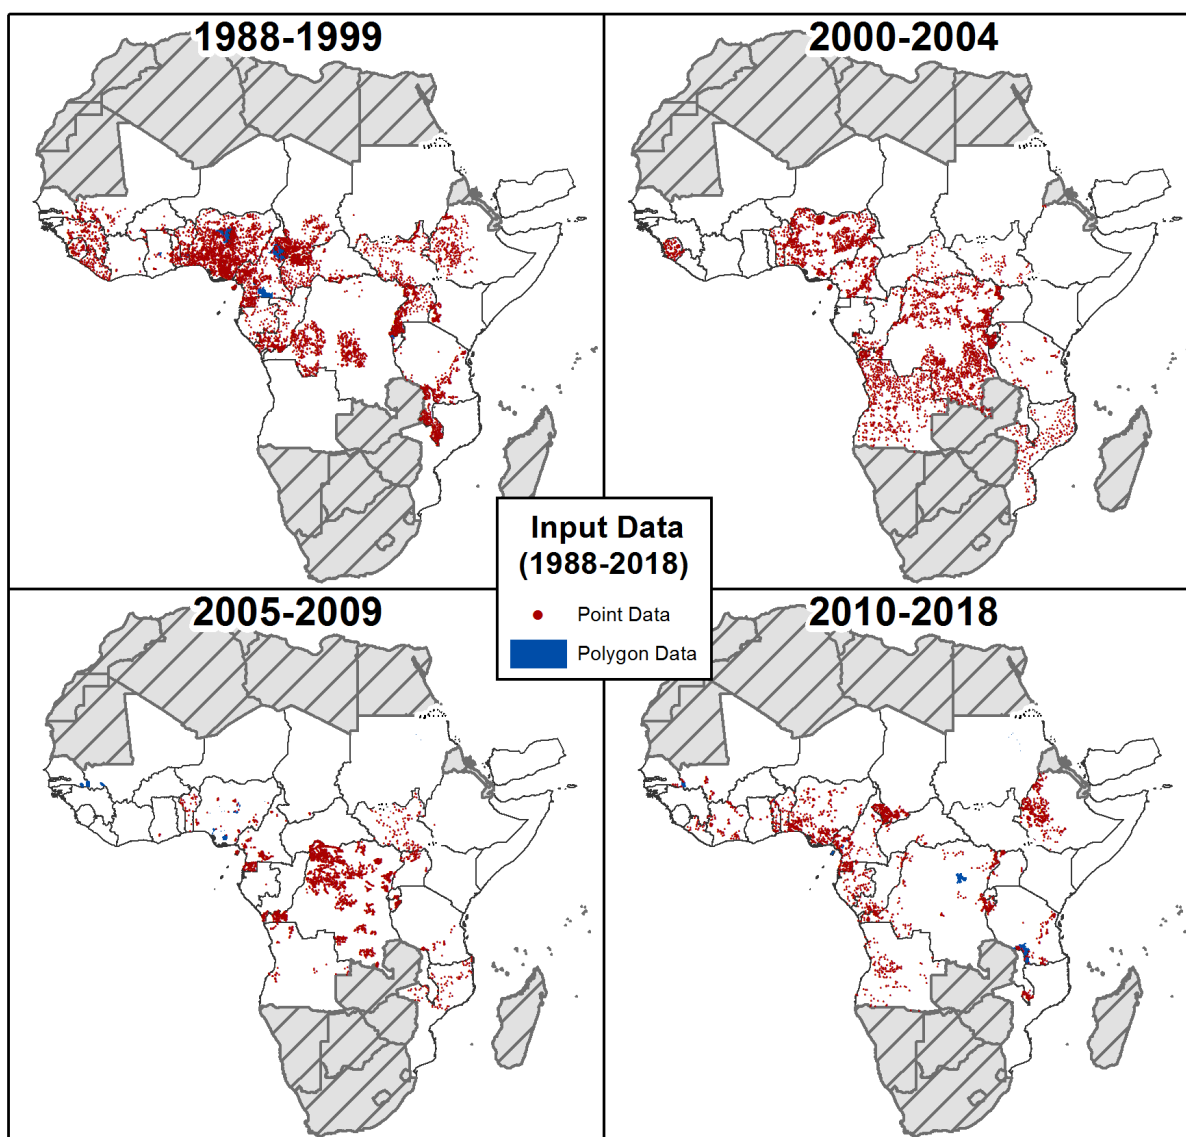 1988-1999
2000-2004
Input Data
(1988-2018)
Point Data
Polygon Data
2005-2009
2010-2018